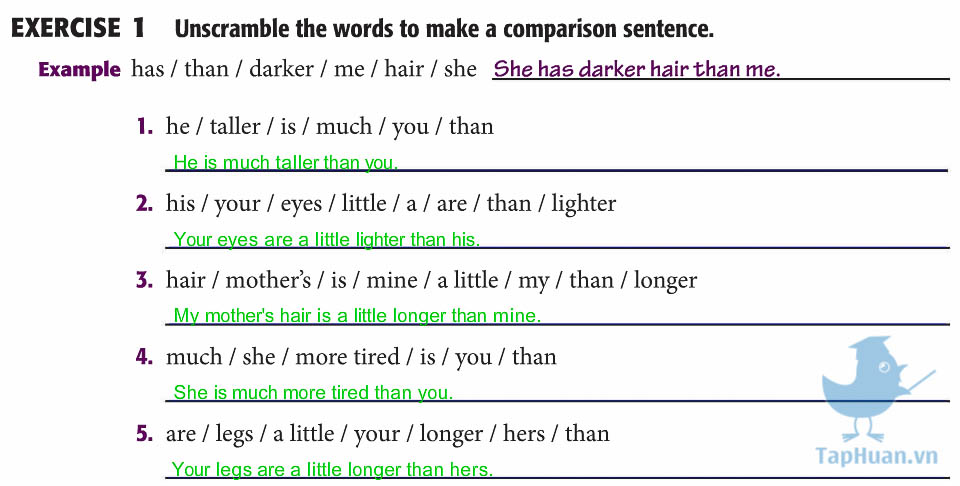 EXERCISE 1 Unscramble the words to make a comparison sentence.
Example has / than / darker / me / hair / she She has darker hair than me.
1. he / taller / is / much / you / than
He is much taller than you.
2. his / your / eyes / little / a / are / than / lighter
Your eyes are a little lighter than his.
3. hair / mother's / is / mine / a little / my / than / longer
My mother's hair is a little longer than mine.
4. much / she / more tired / is / you / than
She is much more tired than you.
5. are / legs / a little / your / longer / hers / than
Your legs are a little longer than hers.
TapHuan.vn